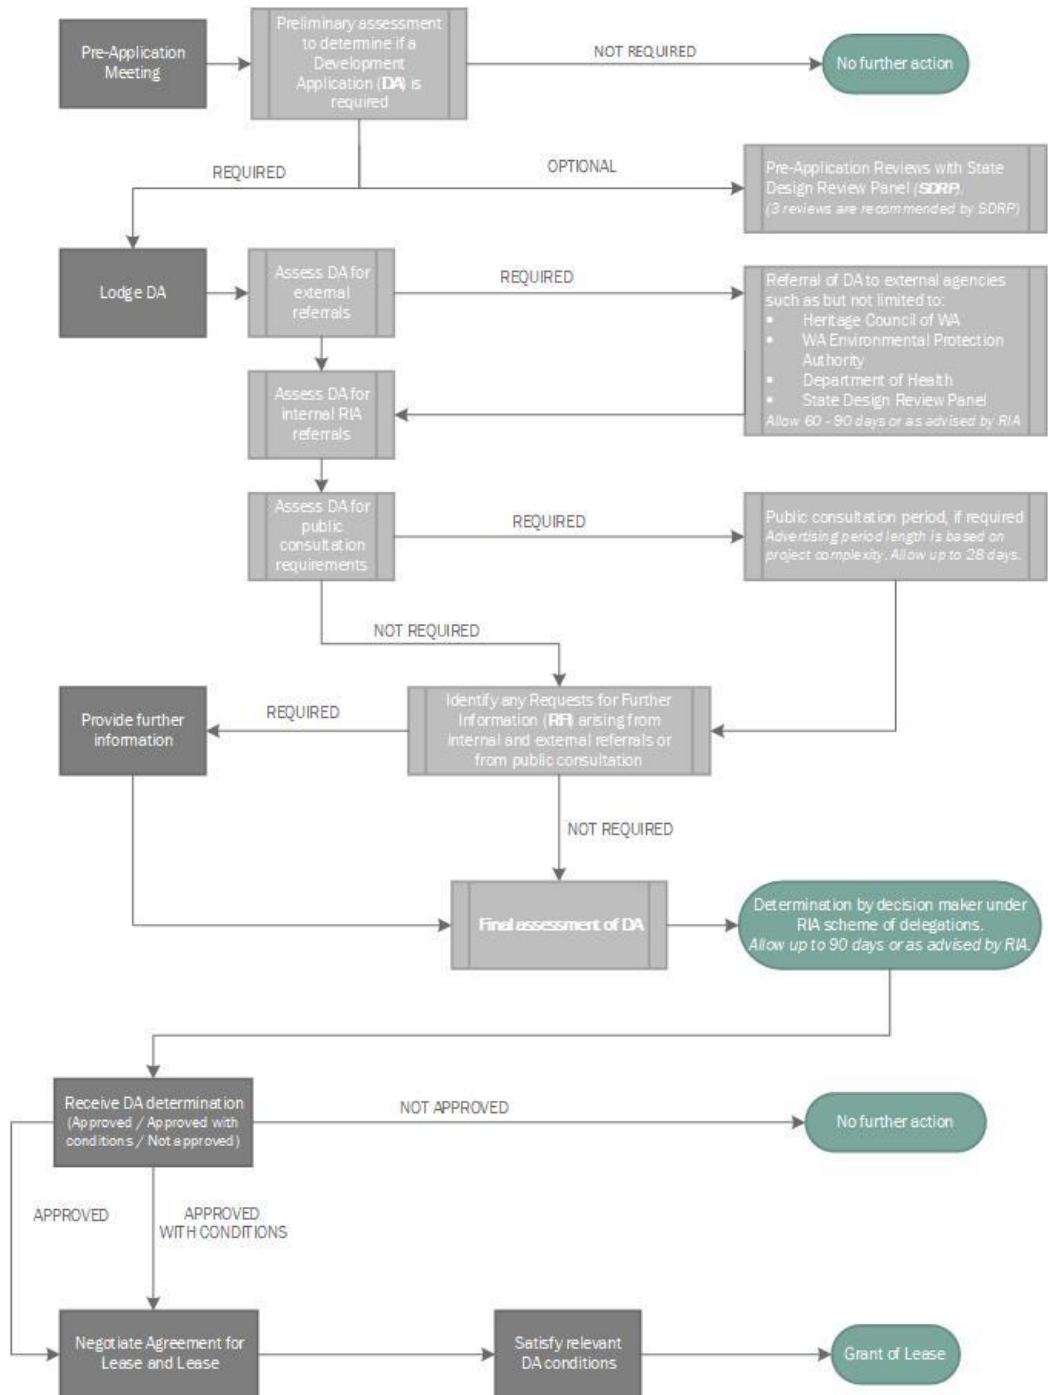 Pre-Application
Meeting
Preliminary assessment
to determine if a
Development
Application (DA) is
required
NOT REQUIRED
No further action
REQUIRED
OPTIONAL
Pre-Application Reviews with State
Design Review Panel (SDRP).
(3 reviews are recommended by SDRP)
Lodge DA
Assess DA for
external
referrals
REQUIRED
Referral of DA to external agencies
such as but not limited to:
• Heritage Council of WA
• WA Environmental Protection
Authority
• Department of Health
• State Design Review Panel
Allow 60 - 90 days or as advised by RIA
Assess DA for
internal RIA
referrals
Assess DA for
public
consultation
requirements
REQUIRED
Public consultation period, if required
Advertising period length is based on
project complexity. Allow up to 28 days.
NOT REQUIRED
Provide further
information
REQUIRED
Identify any Requests for Further
Information (RFI) arising from
internal and external referrals or
from public consultation
NOT REQUIRED
Final assessment of DA
Determination by decision maker under
RIA scheme of delegations.
Allow up to 90 days or as advised by RIA.
Receive DA determination
(Approved / Approved with
conditions / Not approved)
NOT APPROVED
No further action
APPROVED
APPROVED
WITH CONDITIONS
Negotiate Agreement for
Lease and Lease
Satisfy relevant
DA conditions
Grant of Lease